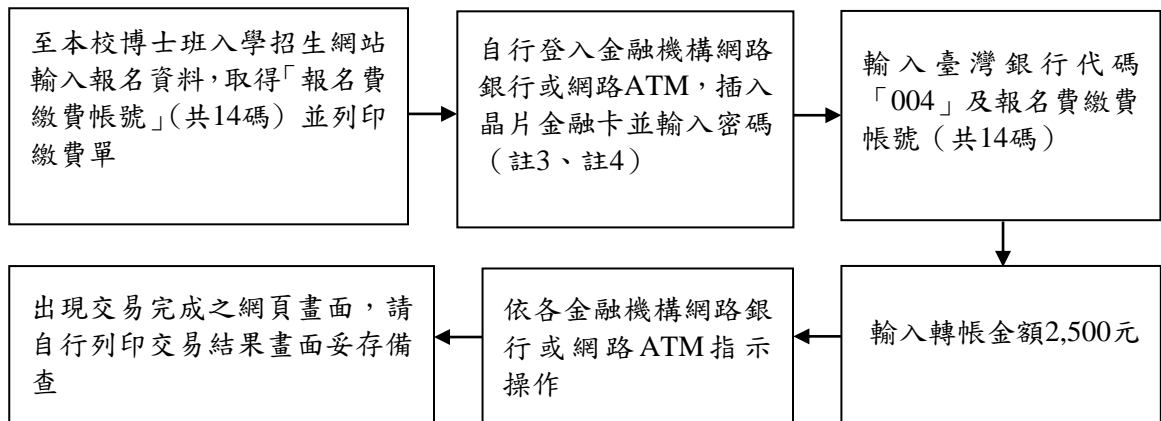 至本校博士班入學招生網站
輸入報名資料，取得「報名費
繳費帳號」（共14碼）並列印
繳費單
自行登入金融機構網路
銀行或網路ATM，插入
晶片金融卡並輸入密碼
（註3、註4）
輸入臺灣銀行代碼
「004」及報名費繳費
帳號（共14碼）
輸入轉帳金額2,500元
依各金融機構網路銀
行或網路ATM指示
操作
出現交易完成之網頁畫面，請
自行列印交易結果畫面妥存備
查